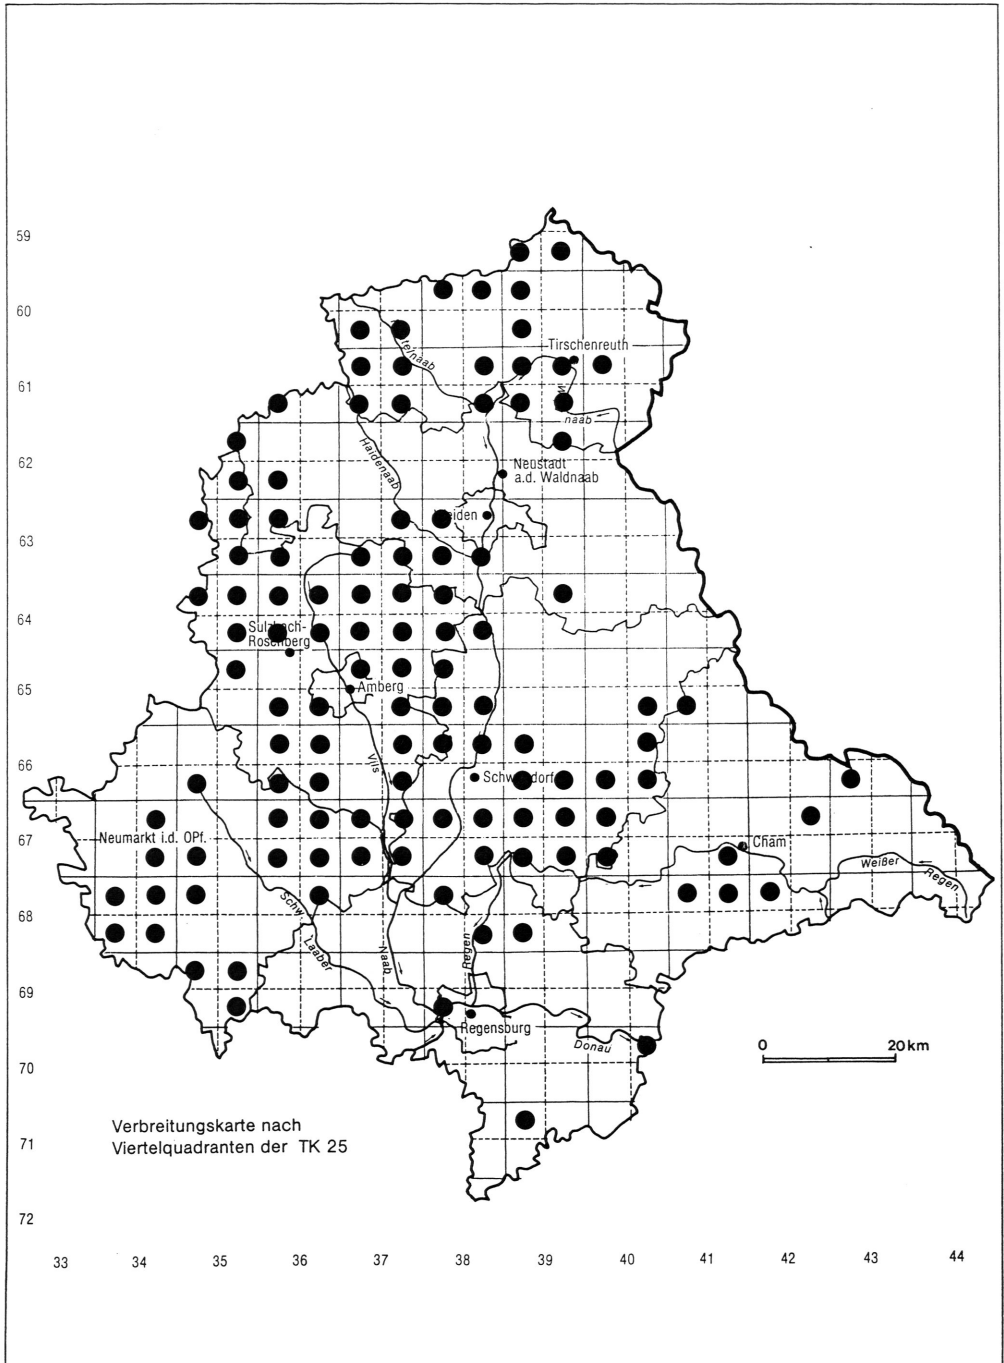 59
60
61
62
63
64
65
66
67
68
69
70
71
72
Tirschenreuth
naab
Haidenaab
Neustadt
a.d. Waldnaab
Rosenberg
Amberg
Vils
Neumarkt i.d. OPf.
Cham
Weißer
Regen
Schw.
Laaber
Naab
Regen
Regensburg
Donau
0 20 km
Verbreitungskarte nach
Viertelquadranten der TK 25
33 34 35 36 37 38 39 40 41 42 43 44